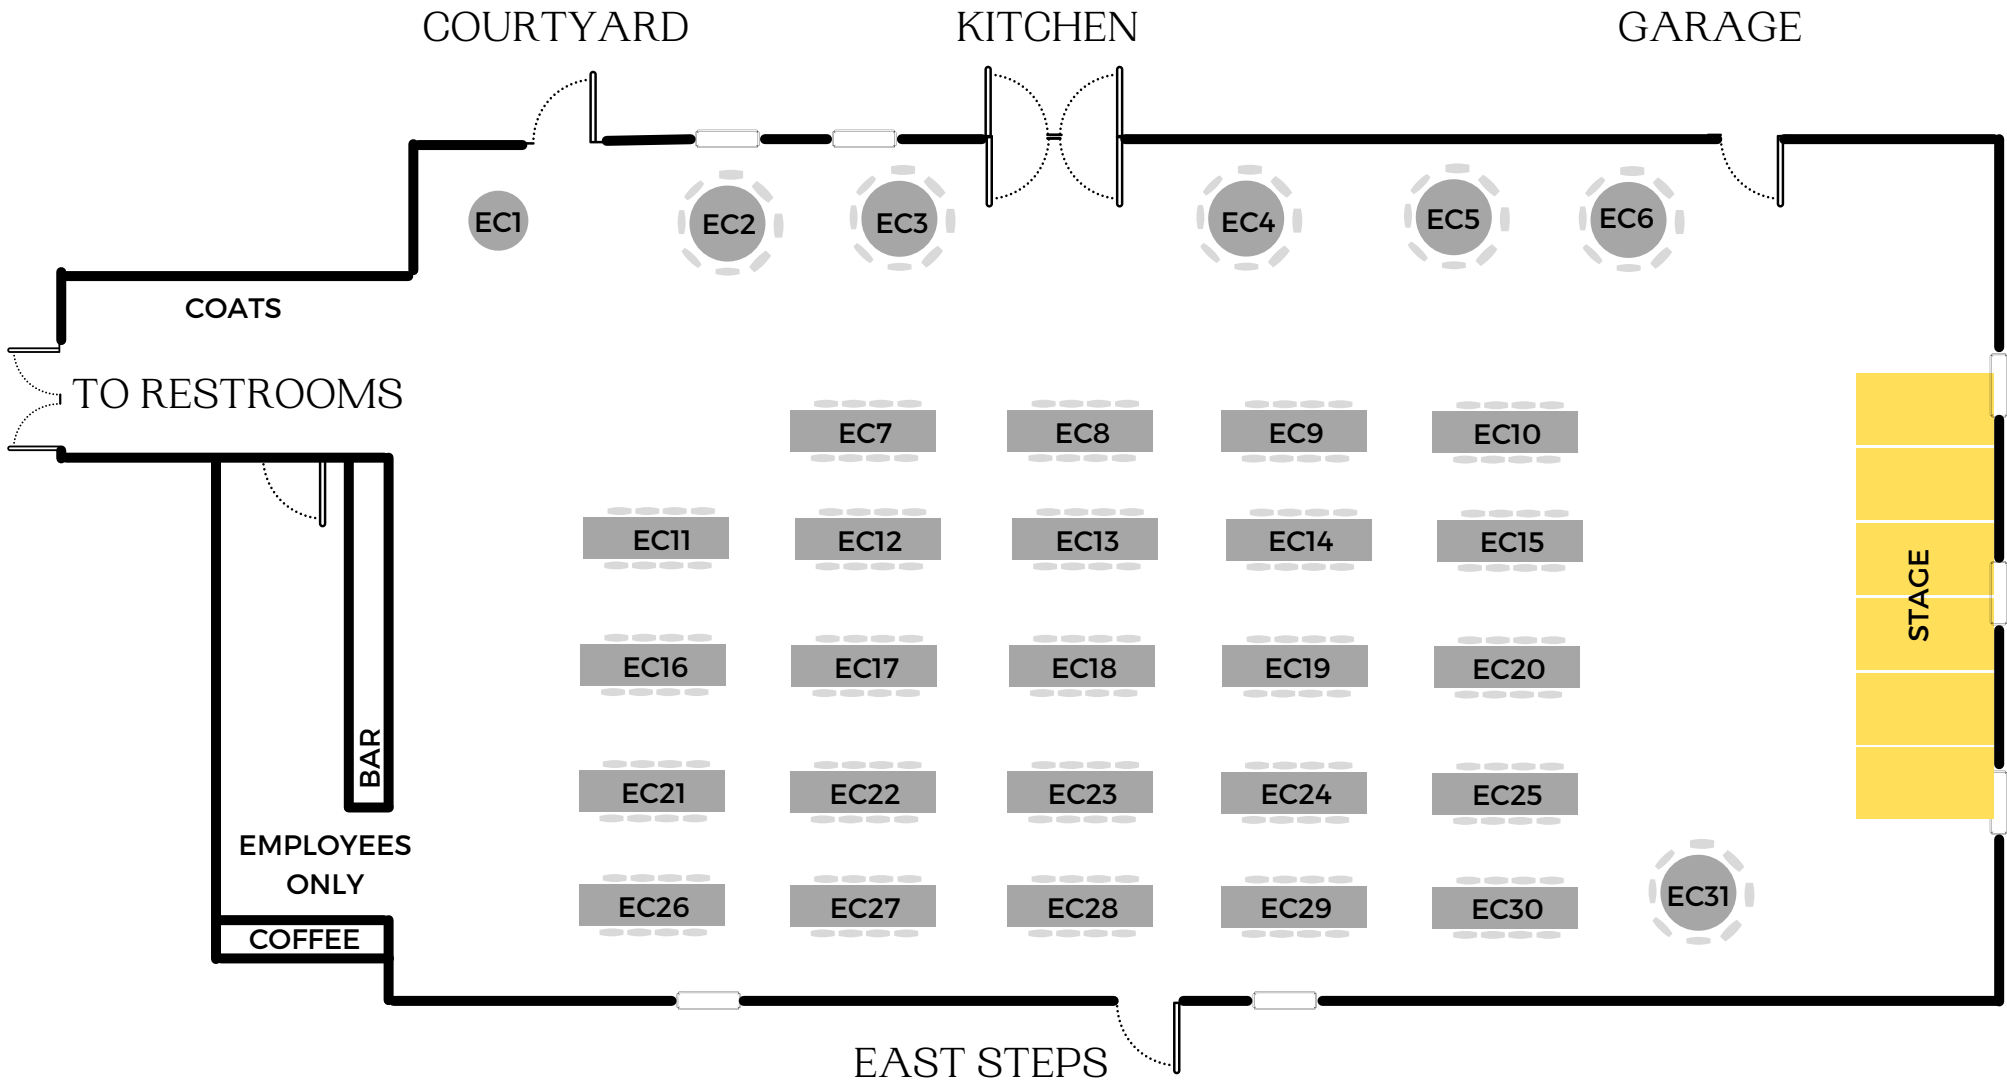 COURTYARD
KITCHEN
GARAGE
EC1
EC2
EC3
EC4
EC5
EC6
COATS
TO RESTROOMS
EC7
EC8
EC9
EC10
EC11
EC12
EC13
EC14
EC15
STAGE
EC16
EC17
EC18
EC19
EC20
BAR
EC21
EC22
EC23
EC24
EC25
EMPLOYEES
ONLY
EC26
EC27
EC28
EC29
EC30
EC31
COFFEE
EAST STEPS